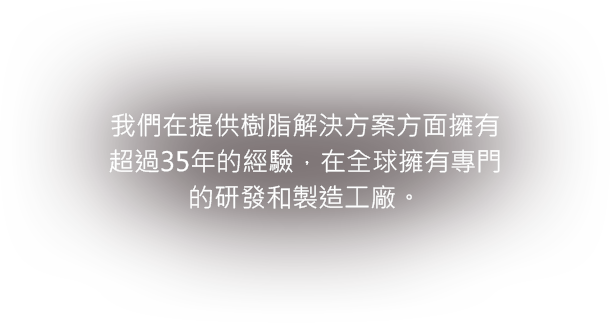 我們在提供樹脂解決方案方面擁有
超過35年的經驗，在全球擁有專門
的研發和製造工廠。